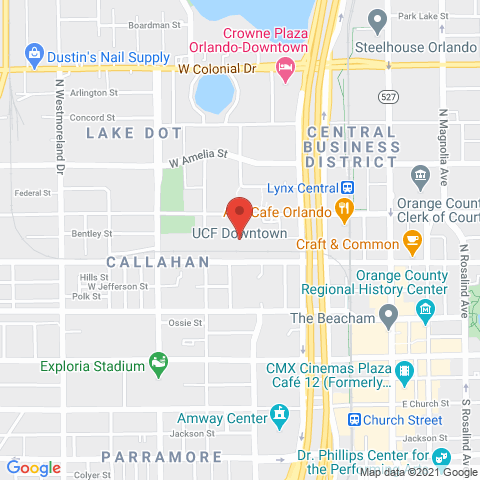 Boardman St
Park Lake St
Crowne Plaza
Orlando-Downtown
Steelhouse Orlando
Dustin's Nail Supply
W Colonial Dr
Arlington St
N Westmoreland Dr
527
Concord St
N Magnolia Ave
LAKE DOT
CENTRAL
BUSINESS
DISTRICT
W Amelia St
Orange County
Clerk of Court
Federal St
Lynx Central
Cafe Orlando
Bentley St
UCF Downtown
Craft & Common
N Rosalind Ave
CALLAHAN
Hills St
W Jefferson St
Polk St
Orange County
Regional History Center
Ossie St
The Beacham
Exploria Stadium
CMX Cinemas Plaza
Café 12 (Formerly...
E Church St
S Rosalind Ave
Amway Center
Church Street
Jackson St
Jackson St
PARRAMORE
Dr. Phillips Center for
the Performing
Colyer St
Google
Map data ©2021 Google